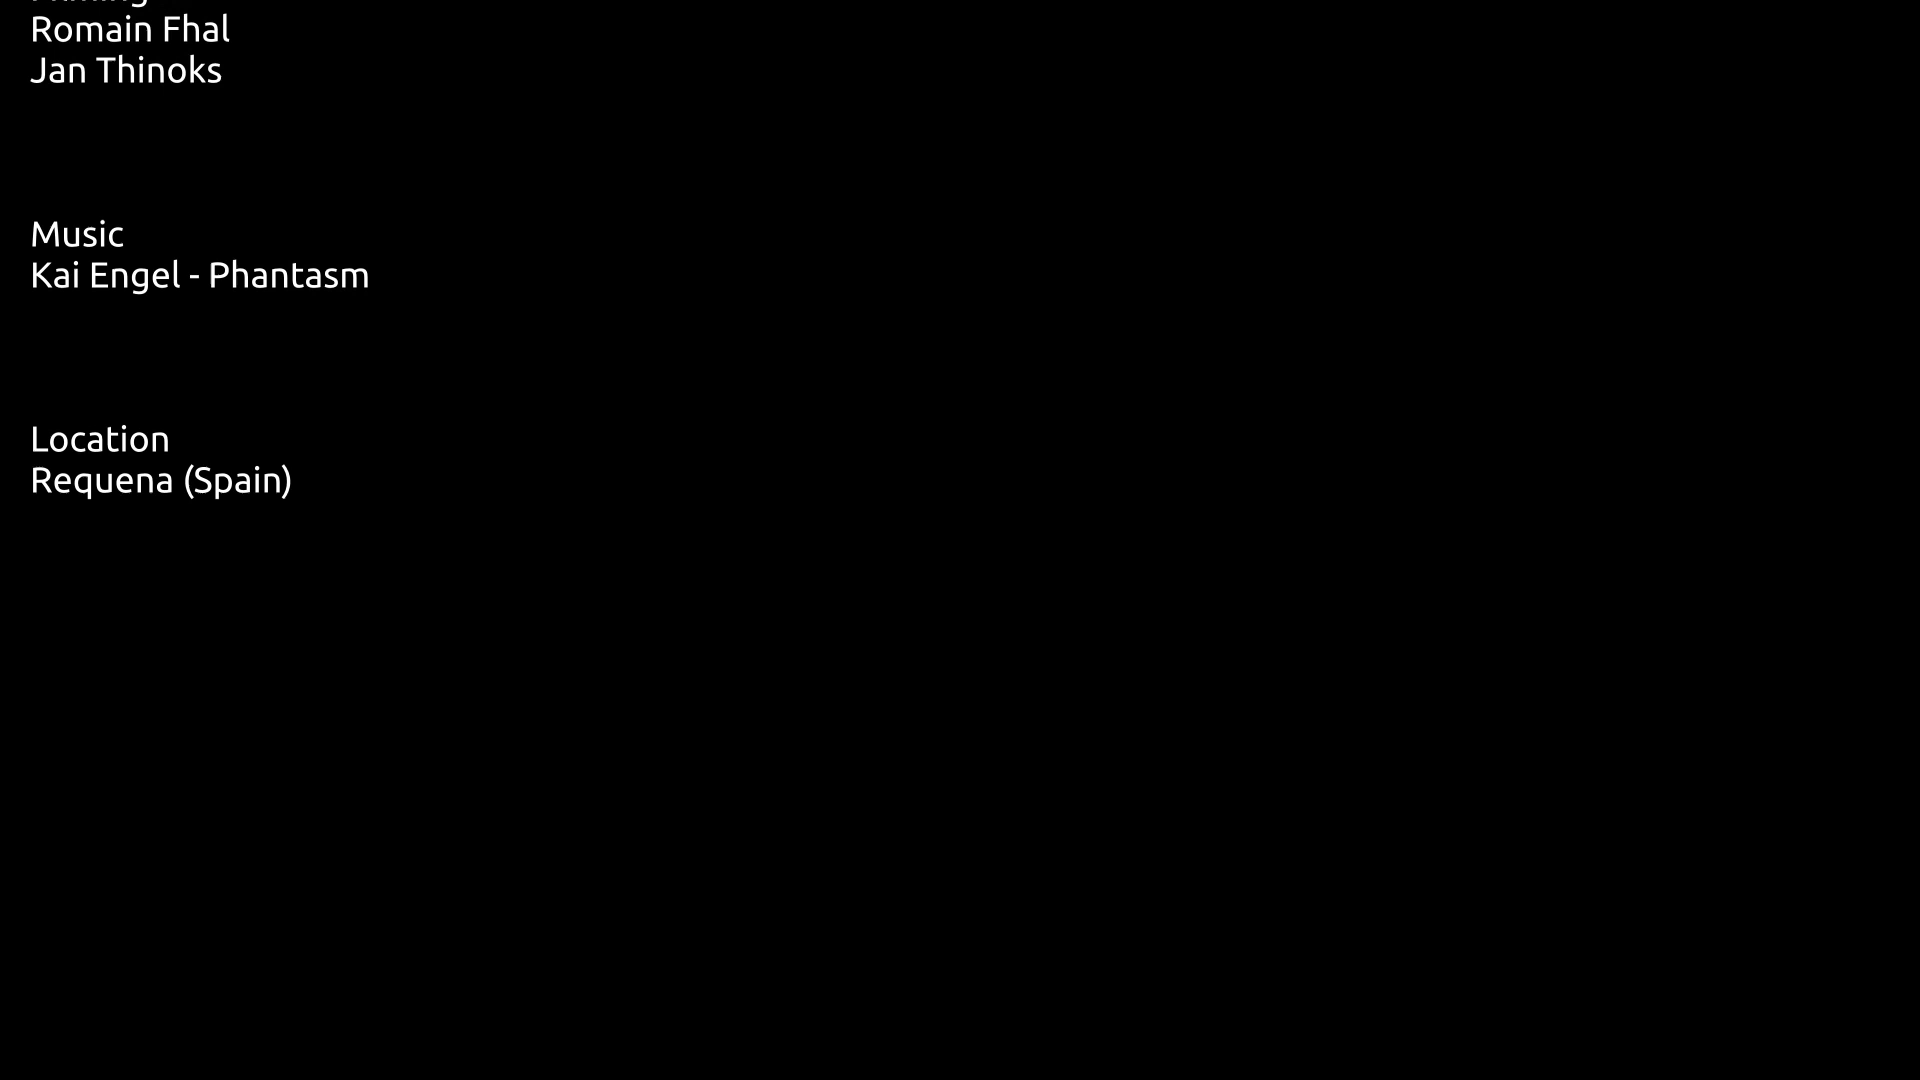 Romain Fhal
Jan Thinoks
Music
Kai Engel - Phantasm
Location
Requena (Spain)